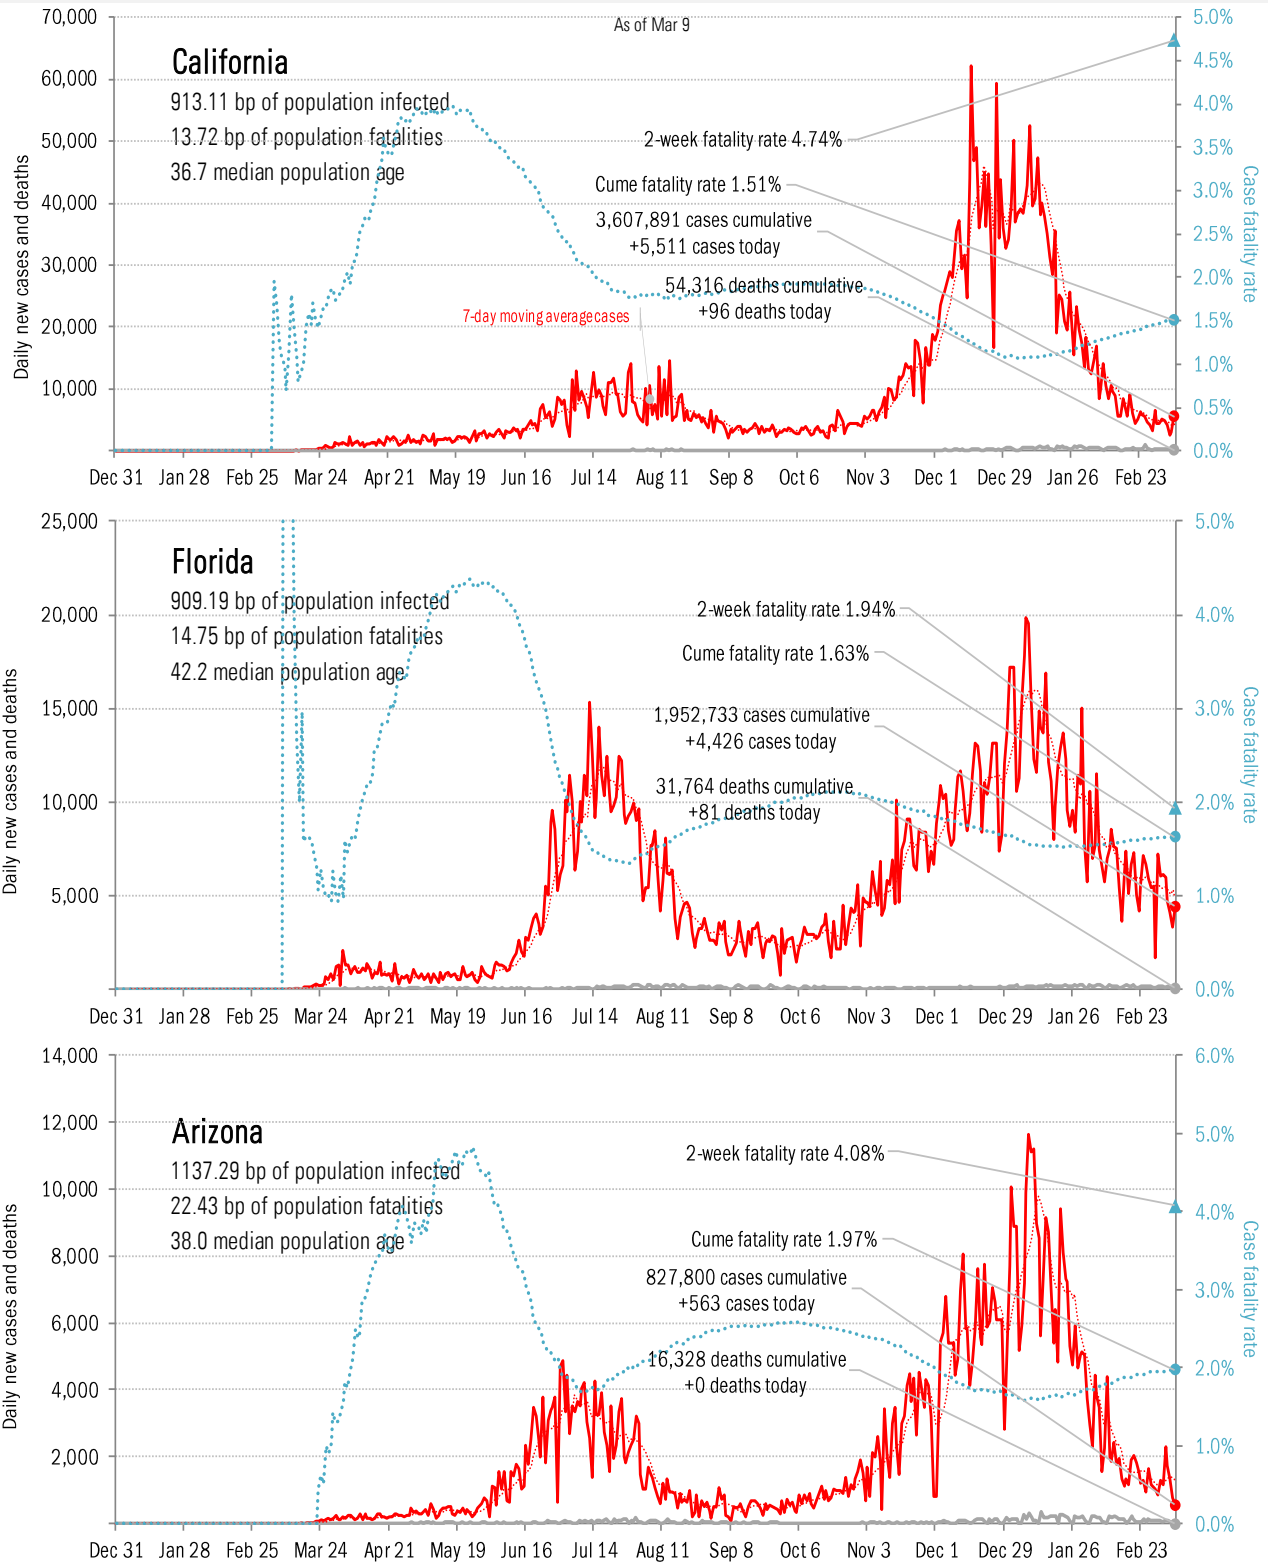 As of Mar 9
70,000
60,000
50,000
40,000
30,000
20,000
10,000
Daily new cases and deaths
California
913.11 bp of population infected
13.72 bp of population fatalities
36.7 median population age
2-week fatality rate 4.74%
Cume fatality rate 1.51%
3,607,891 cases cumulative
+5,511 cases today
54,316 deaths cumulative
+96 deaths today
7-day moving average cases
5.0%
4.5%
4.0%
3.5%
3.0%
2.5%
2.0%
1.5%
1.0%
0.5%
0.0%
Case fatality rate
Dec 31 Jan 28 Feb 25 Mar 24 Apr 21 May 19 Jun 16 Jul 14 Aug 11 Sep 8 Oct 6 Nov 3 Dec 1 Dec 29 Jan 26 Feb 23
25,000
20,000
15,000
10,000
5,000
Daily new cases and deaths
Florida
909.19 bp of population infected
14.75 bp of population fatalities
42.2 median population age
2-week fatality rate 1.94%
Cume fatality rate 1.63%
1,952,733 cases cumulative
+4,426 cases today
31,764 deaths cumulative
+81 deaths today
5.0%
4.0%
3.0%
2.0%
1.0%
0.0%
Case fatality rate
Dec 31 Jan 28 Feb 25 Mar 24 Apr 21 May 19 Jun 16 Jul 14 Aug 11 Sep 8 Oct 6 Nov 3 Dec 1 Dec 29 Jan 26 Feb 23
14,000
12,000
10,000
8,000
6,000
4,000
2,000
Daily new cases and deaths
Arizona
1137.29 bp of population infected
22.43 bp of population fatalities
38.0 median population age
2-week fatality rate 4.08%
Cume fatality rate 1.97%
827,800 cases cumulative
+563 cases today
16,328 deaths cumulative
+0 deaths today
6.0%
5.0%
4.0%
3.0%
2.0%
1.0%
0.0%
Case fatality rate
Dec 31 Jan 28 Feb 25 Mar 24 Apr 21 May 19 Jun 16 Jul 14 Aug 11 Sep 8 Oct 6 Nov 3 Dec 1 Dec 29 Jan 26 Feb 23